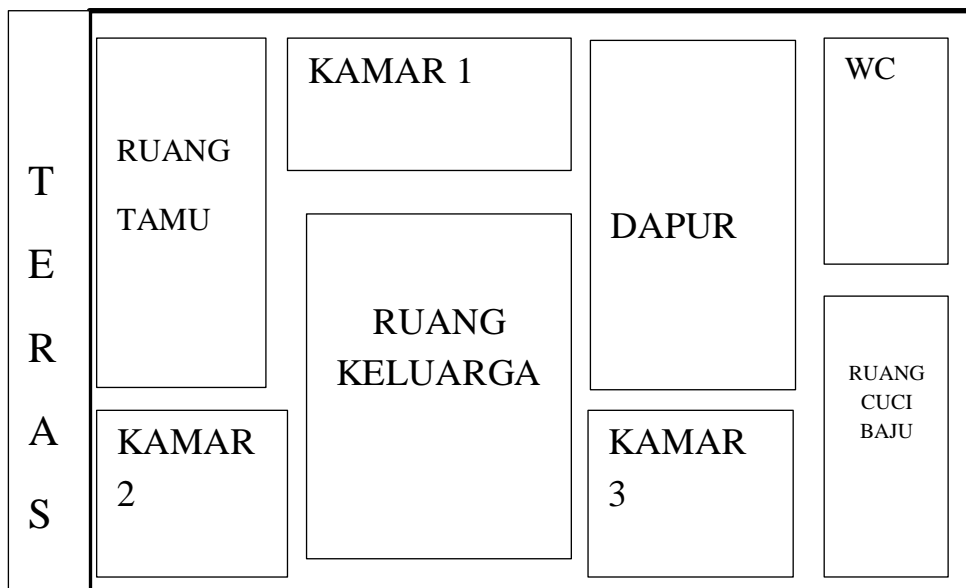 T
E
R
A
S
RUANG
TAMU
KAMAR 1
DAPUR
WC
RUANG
KELUARGA
RUANG
CUCI
BAJU
KAMAR
2
KAMAR
3